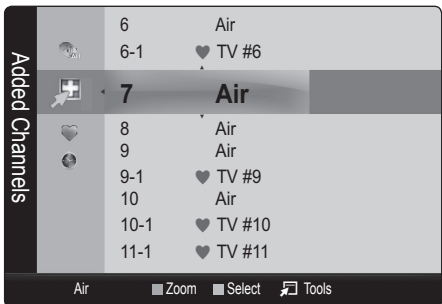 Added Channels
6 Air
6-1 ♥ TV #6
7 Air
8 Air
9 Air
9-1 ♥ TV #9
10 Air
10-1 ♥ TV #10
11-1 ♥ TV #11
Air Zoom Select Tools